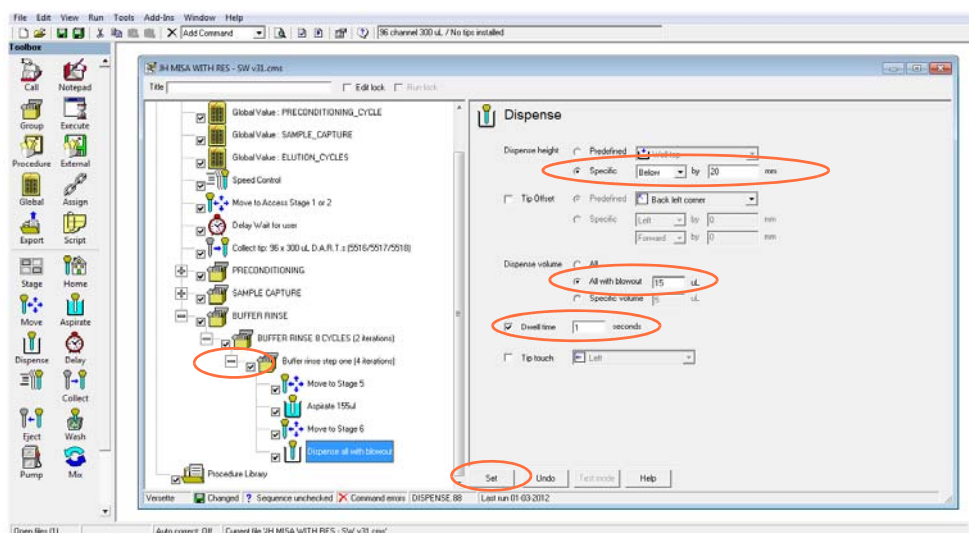 File Edit View Run Tools Add-Ins Window Help
Add Command 96 channel 300 uL / No tips installed
Toolbox
Call Notepad
Group Execute
Procedure External
Global Assign
Export Script
Stage Home
Move Aspirate
Dispense Delay
Collect
Eject Wash
Pump Mix
JH MISA WITH RES - SW v31.cms
Title Edit lock Run lock
Global Value : PRECONDITIONING_CYCLE
Global Value : SAMPLE_CAPTURE
Global Value : ELUTION_CYCLES
Speed Control
Move to Access Stage 1 or 2
Delay Wait for user
Collect tip: 96 x 300 uL D.A.R.T.s (5516/5517/5518)
PRECONDITIONING
SAMPLE CAPTURE
BUFFER RINSE
BUFFER RINSE 8 CYCLES (2 iterations)
Buffer rinse step one (4 iterations)
Move to Stage 5
Aspirate 155ul
Move to Stage 6
Dispense all with blowout
Procedure Library
Dispense
Dispense height Predefined Well top
Specific Below by 20 mm
Tip Offset Predefined Back left corner
Specific Left by 0 mm
Forward by 0 mm
Dispense volume All
All with blowout 15 uL
Specific volume 5 uL
Dwell time 1 seconds
Tip touch Left
Set Undo Test mode Help
Versette Changed ? Sequence unchecked Command errors DISPENSE 88 Last run 01-03-2012
Open files (1) Auto correct: Off Current file 'JH MISA WITH RES - SW v31.cms'